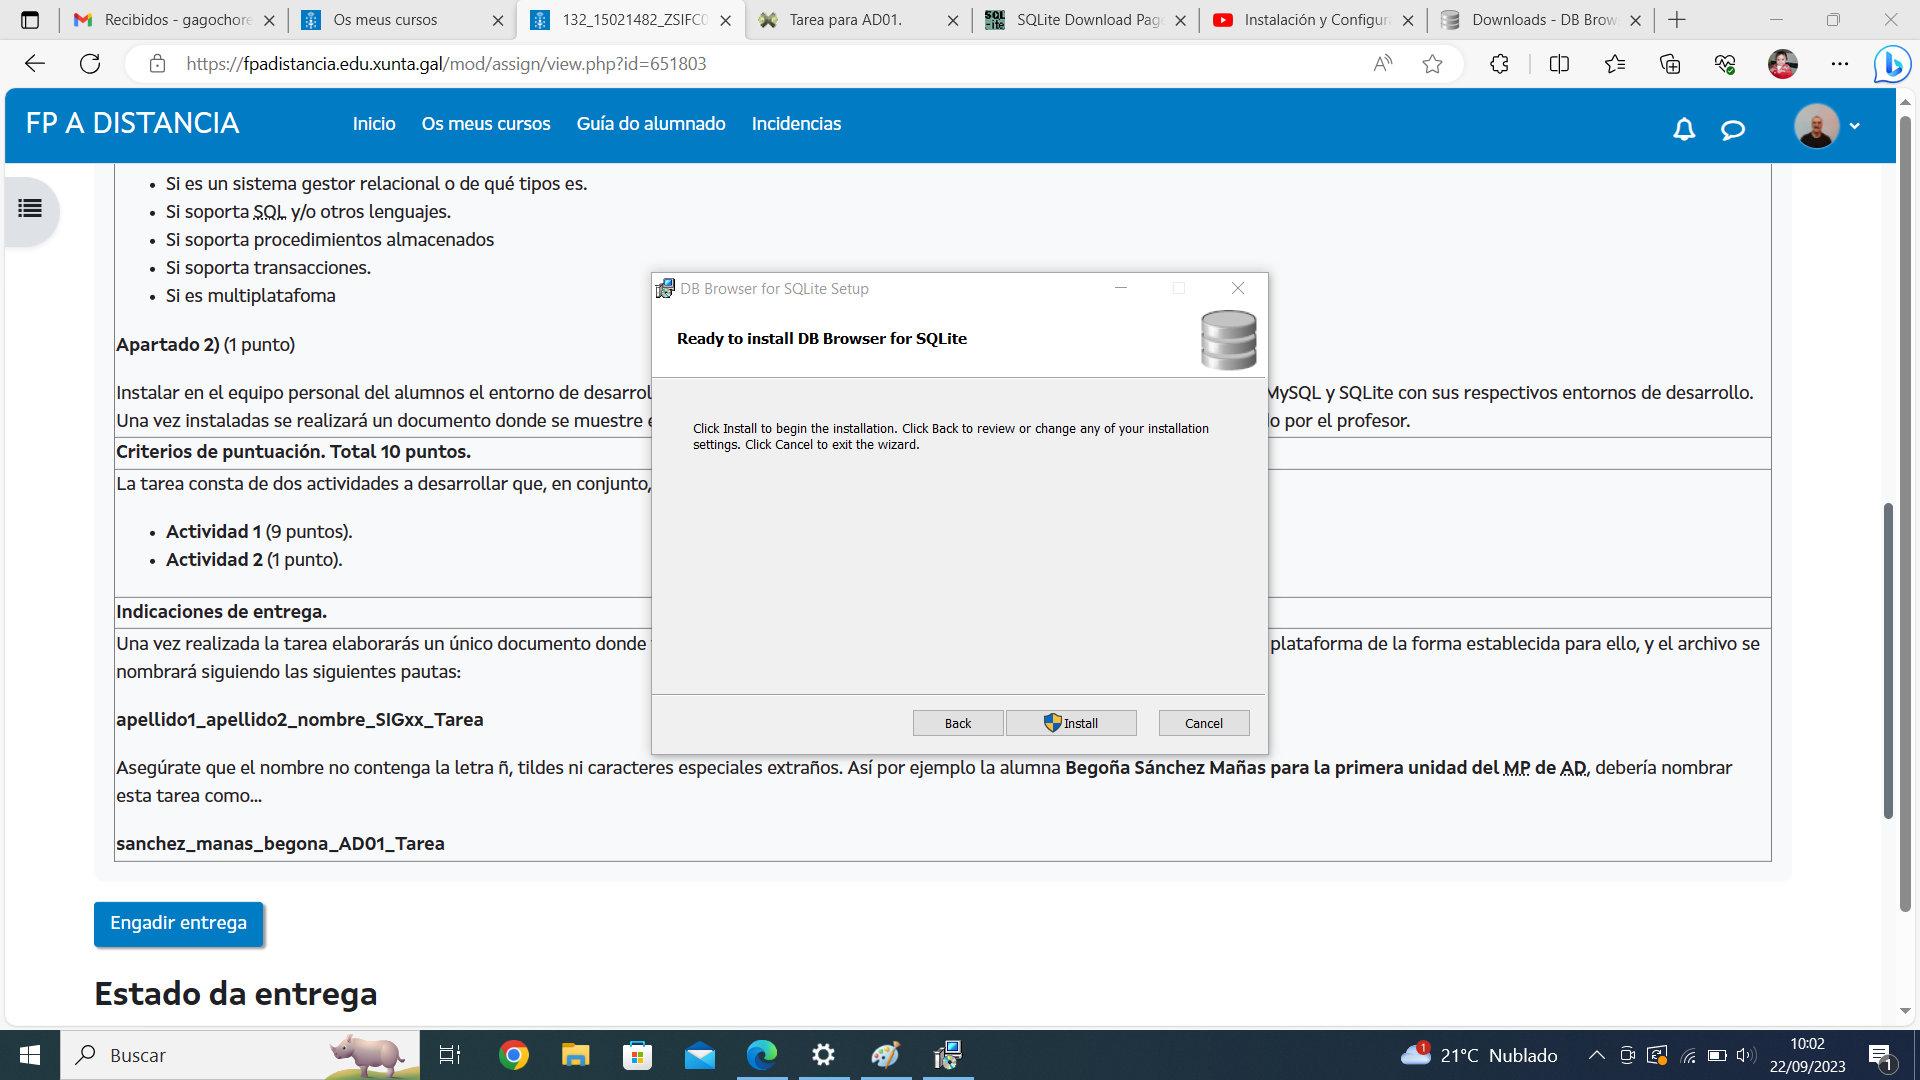 Recibidos - gagochore
Os meus cursos
132_15021482_ZSIFC0
Tarea para AD01.
SQLite Download Pag
Instalación y Configura
Downloads - DB Brow
https://fpadistancia.edu.xunta.gal/mod/assign/view.php?id=651803
FP A DISTANCIA
Inicio
Os meus cursos
Guía do alumnado
Incidencias
• Si es un sistema gestor relacional o de qué tipos es.
• Si soporta SQL y/o otros lenguajes.
• Si soporta procedimientos almacenados
• Si soporta transacciones.
• Si es multiplatafoma
Apartado 2) (1 punto)
Instalar en el equipo personal del alumnos el entorno de desarrol
MySQL y SQLite con sus respectivos entornos de desarrollo.
Una vez instaladas se realizará un documento donde se muestre
o por el profesor.
Criterios de puntuación. Total 10 puntos.
La tarea consta de dos actividades a desarrollar que, en conjunto,
• Actividad 1 (9 puntos).
• Actividad 2 (1 punto).
Indicaciones de entrega.
Una vez realizada la tarea elaborarás un único documento donde
plataforma de la forma establecida para ello, y el archivo se
nombrará siguiendo las siguientes pautas:
apellido1_apellido2_nombre_SIGxx_Tarea
Asegúrate que el nombre no contenga la letra ñ, tildes ni caracteres especiales extraños. Así por ejemplo la alumna Begoña Sánchez Mañas para la primera unidad del MP de AD, debería nombrar
esta tarea como...
sanchez_manas_begona_AD01_Tarea
Engadir entrega
Estado da entrega
DB Browser for SQLite Setup
Ready to install DB Browser for SQLite
Click Install to begin the installation. Click Back to review or change any of your installation
settings. Click Cancel to exit the wizard.
Back
Install
Cancel
Buscar
1
21°C Nublado
10:02
22/09/2023
1